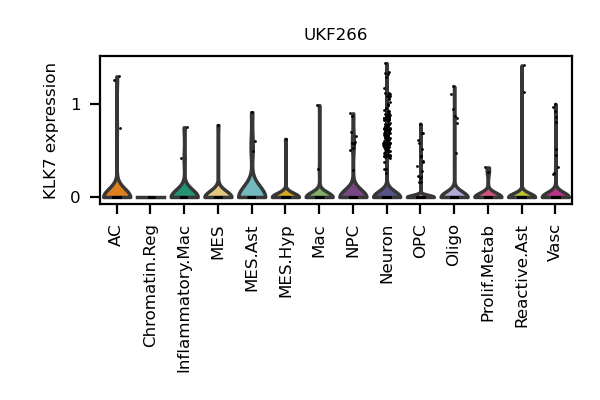 UKF266
KLK7 expression
1
0
AC
Chromatin.Reg
Inflammatory.Mac
MES
MES.Ast
MES.Hyp
Mac
NPC
Neuron
OPC
Oligo
Prolif.Metab
Reactive.Ast
Vasc